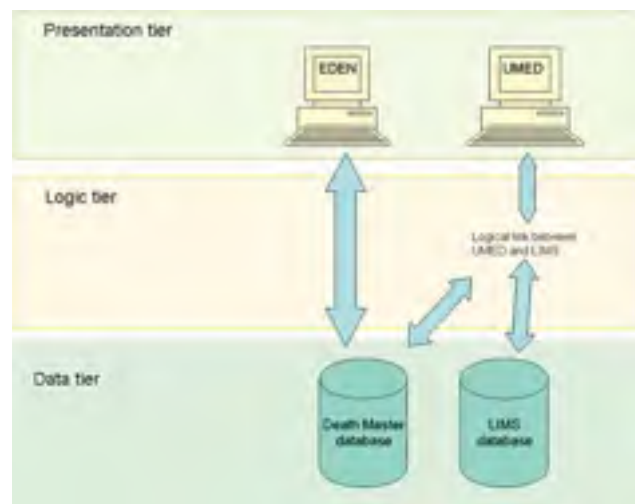 Presentation tier
EDEN
UMED
Logic tier
Logical link between
UMED and LIMS
Data tier
Death Master
database
LIMS
database